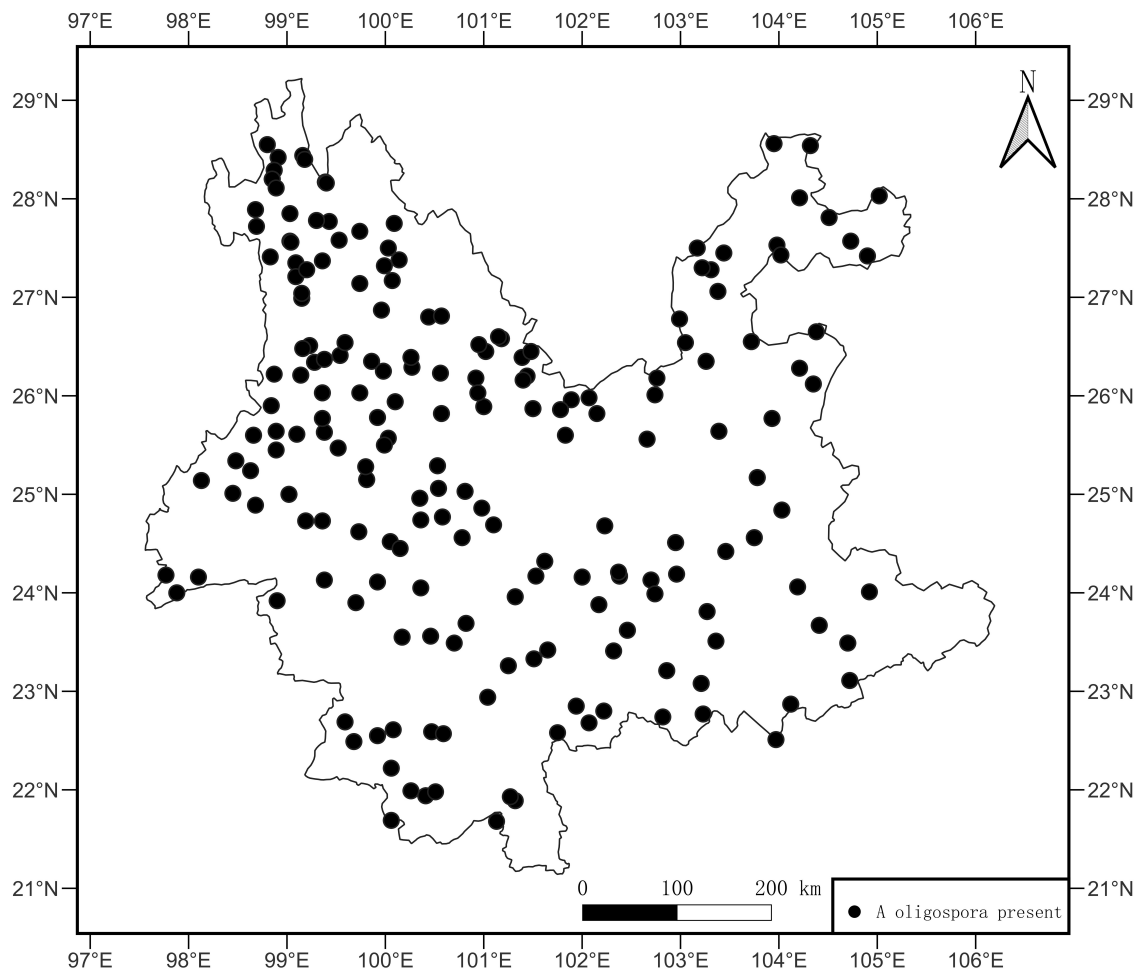 97°E 98°E 99°E 100°E 101°E 102°E 103°E 104°E 105°E 106°E
N
29°N 29°N
28°N 28°N
27°N 27°N
26°N 26°N
25°N 25°N
24°N 24°N
23°N 23°N
22°N 22°N
21°N 21°N
0 100 200 km
A oligospora present
97°E 98°E 99°E 100°E 101°E 102°E 103°E 104°E 105°E 106°E